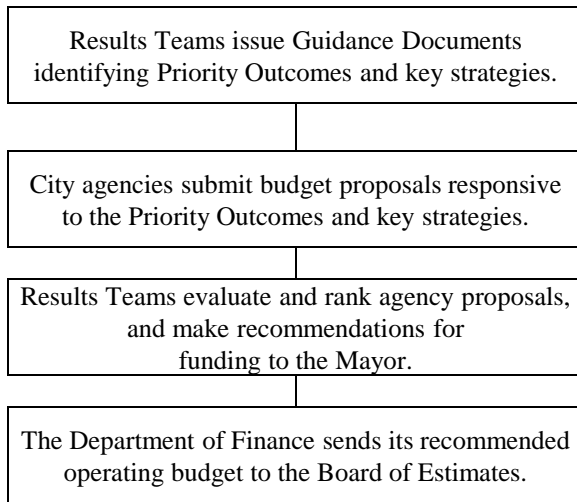 Results Teams issue Guidance Documents
identifying Priority Outcomes and key strategies.
City agencies submit budget proposals responsive
to the Priority Outcomes and key strategies.
Results Teams evaluate and rank agency proposals,
and make recommendations for
funding to the Mayor.
The Department of Finance sends its recommended
operating budget to the Board of Estimates.